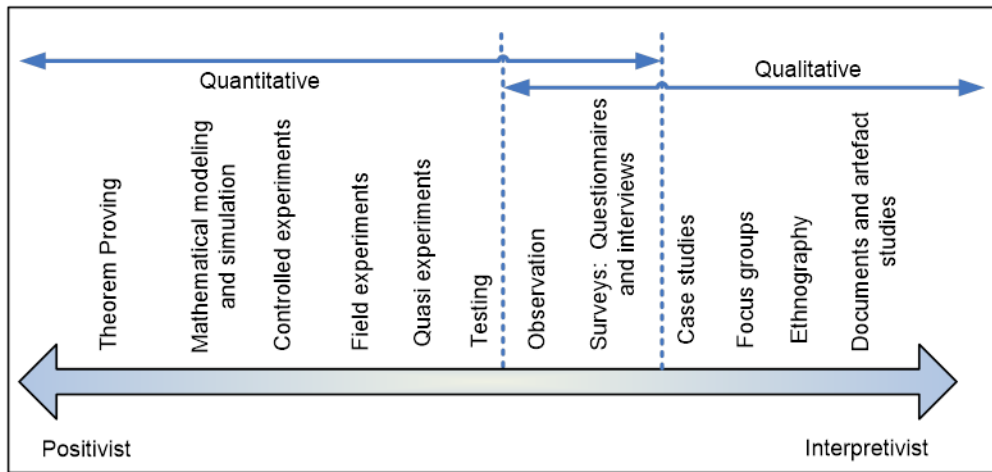 Quantitative
Qualitative
Theorem Proving
Mathematical modeling
and simulation
Controlled experiments
Field experiments
Quasi experiments
Testing
Observation
Surveys: Questionnaires
and interviews
Case studies
Focus groups
Ethnography
Documents and artefact
studies
Positivist
Interpretivist